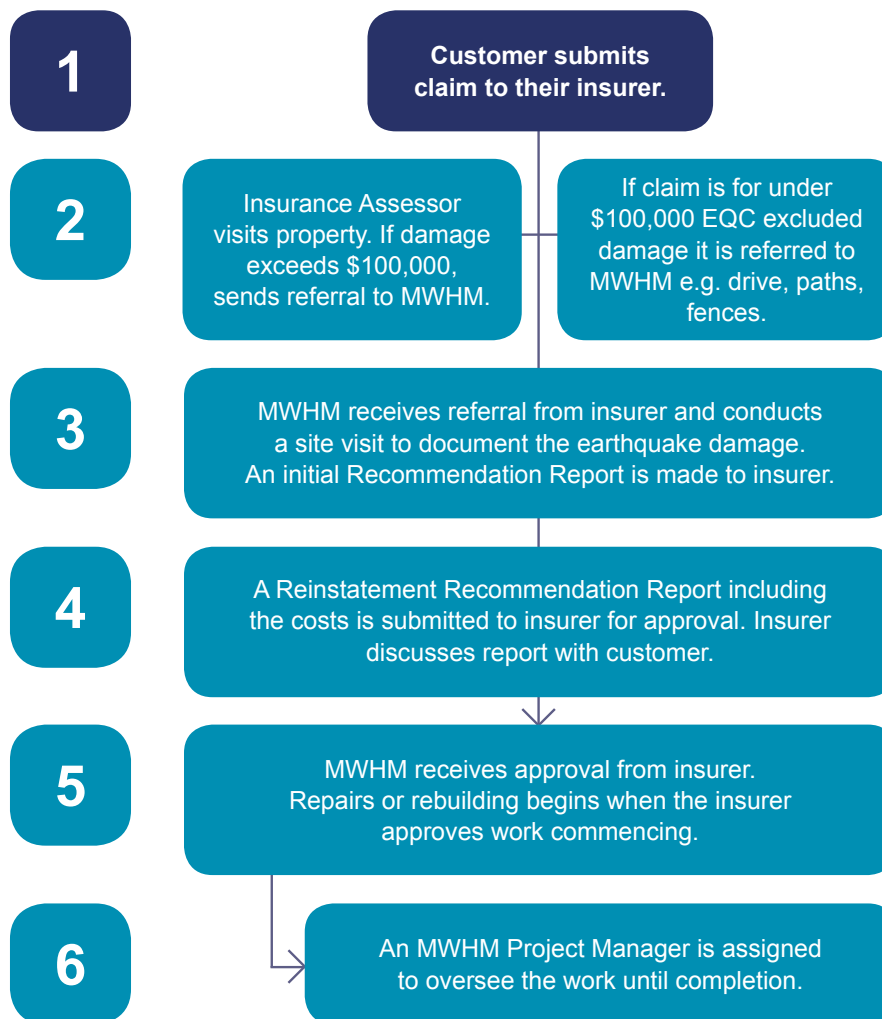 1
Customer submits
claim to their insurer.
2
Insurance Assessor
visits property. If damage
exceeds $100,000,
sends referral to MWHM.
If claim is for under
$100,000 EQC excluded
damage it is referred to
MWHM e.g. drive, paths,
fences.
3
MWHM receives referral from insurer and conducts
a site visit to document the earthquake damage.
An initial Recommendation Report is made to insurer.
4
A Reinstatement Recommendation Report including
the costs is submitted to insurer for approval. Insurer
discusses report with customer.
5
MWHM receives approval from insurer.
Repairs or rebuilding begins when the insurer
approves work commencing.
6
An MWHM Project Manager is assigned
to oversee the work until completion.